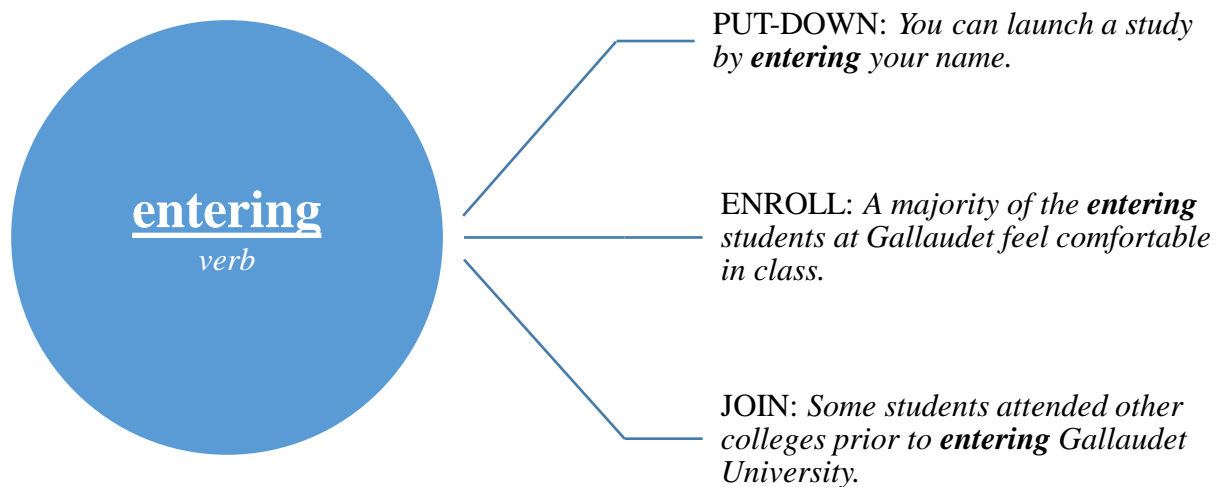 entering
verb
PUT-DOWN: You can launch a study
by entering your name.
ENROLL: A majority of the entering
students at Gallaudet feel comfortable
in class.
JOIN: Some students attended other
colleges prior to entering Gallaudet
University.